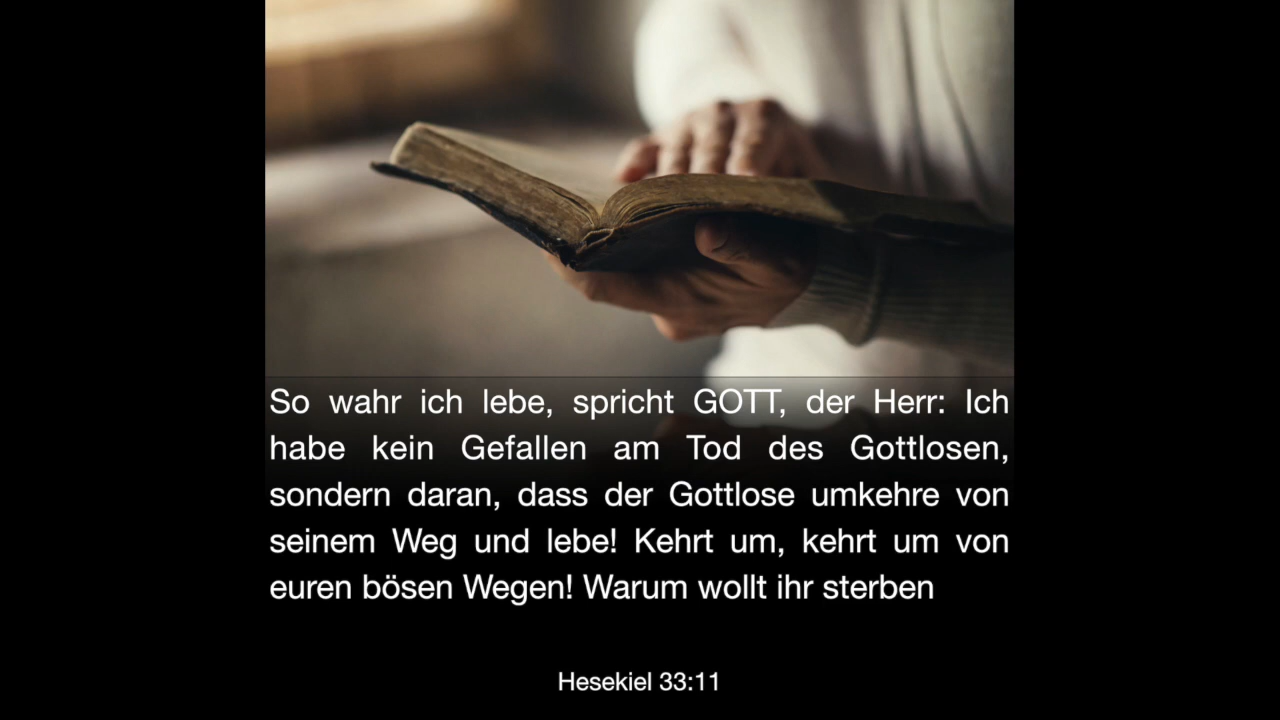 So wahr ich lebe, spricht GOTT, der Herr: Ich
habe kein Gefallen am Tod des Gottlosen,
sondern daran, dass der Gottlose umkehre von
seinem Weg und lebe! Kehrt um, kehrt um von
euren bösen Wegen! Warum wollt ihr sterben
Hesekiel 33:11